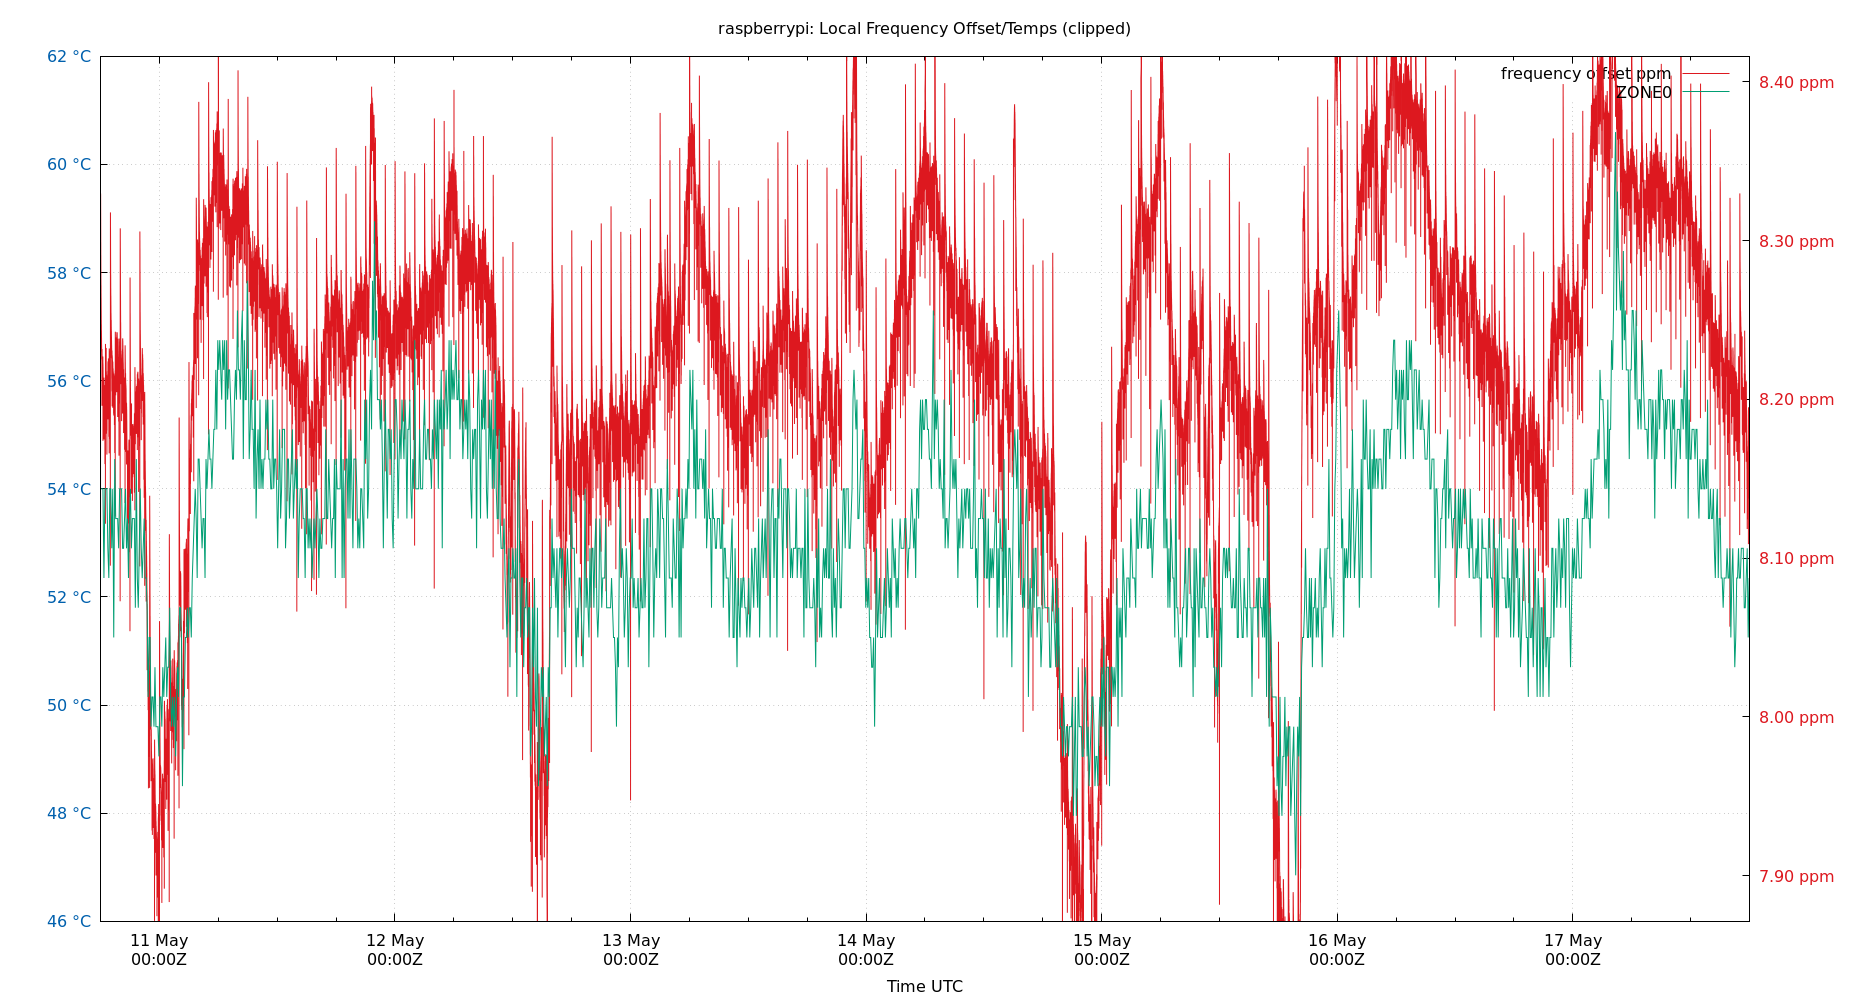 raspberrypi: Local Frequency Offset/Temps (clipped)
62 °C
60 °C
58 °C
56 °C
54 °C
52 °C
50 °C
48 °C
46 °C
frequency offset ppm
ZONE0
8.40 ppm
8.30 ppm
8.20 ppm
8.10 ppm
8.00 ppm
7.90 ppm
11 May 12 May 13 May 14 May 15 May 16 May 17 May
00:00Z 00:00Z 00:00Z 00:00Z 00:00Z 00:00Z 00:00Z
Time UTC